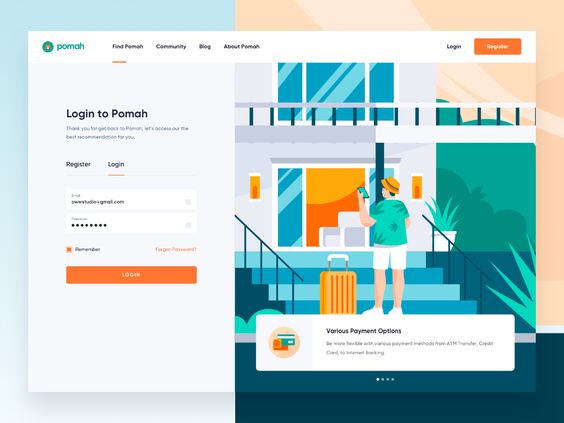 pomah
Find Pomah
Community
Blog
About Pomah
Login
Register
Login to Pomah
Thank you for get back to Pomah, let's access our the
best recommendation for you.
Register
Login
Email
owwstudio@gmail.com
Password
Remember
Forgot Password?
LOGIN
Various Payment Options
Be more flexible with various payment methods from ATM Transfer, Credit
Card, to Internet Banking.